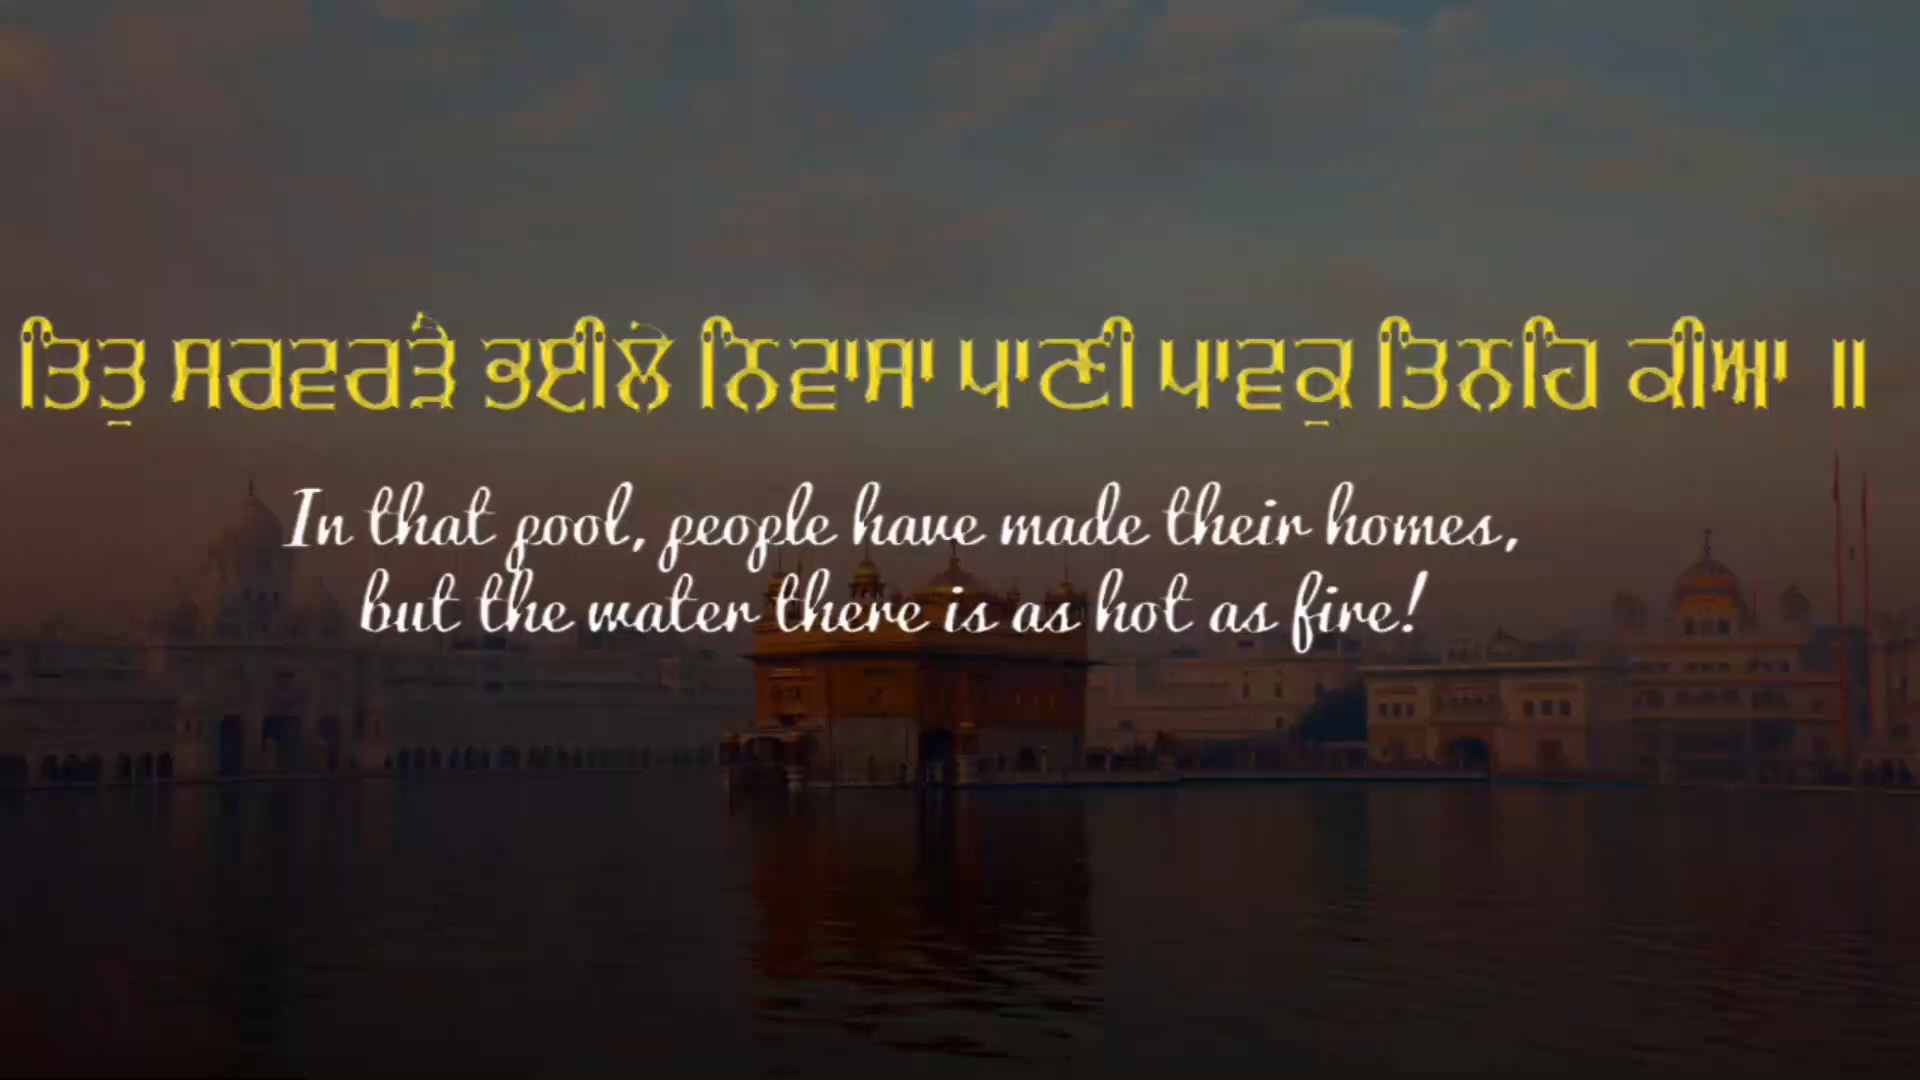 ਤਿਤੁ ਸਰਵਰੜੈ ਭਈਲੇ ਨਿਵਾਸਾ ਪਾਣੀ ਪਾਵਕੁ ਤਿਨਹਿ ਕੀਆ ॥
In that pool, people have made their homes,
but the water there is as hot as fire!